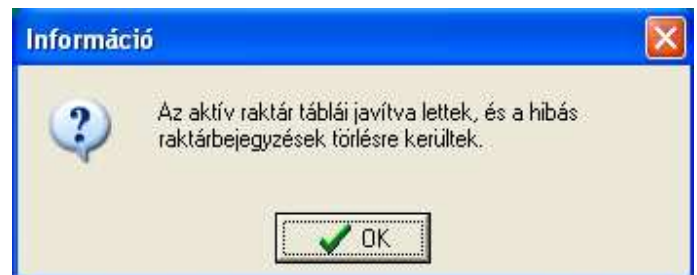 Információ
Az aktív raktár táblái javítva lettek, és a hibás
raktárbejegyzések törlésre kerültek.
OK